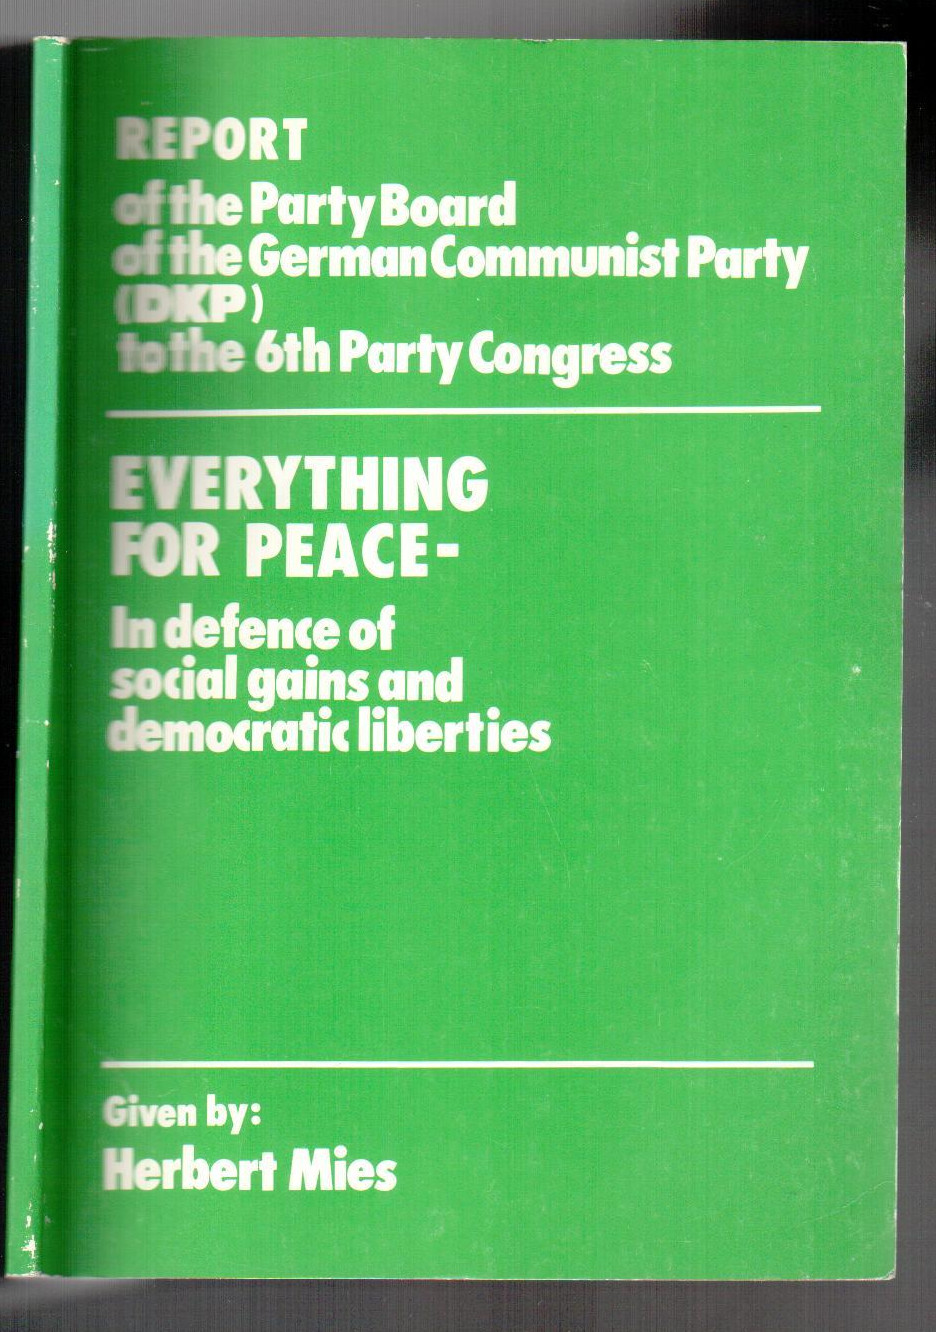 REPORT
of the Party Board
of the German Communist Party
(DKP)
to the 6th Party Congress
EVERYTHING
FOR PEACE-
In defence of
social gains and
democratic liberties
Given by:
Herbert Mies